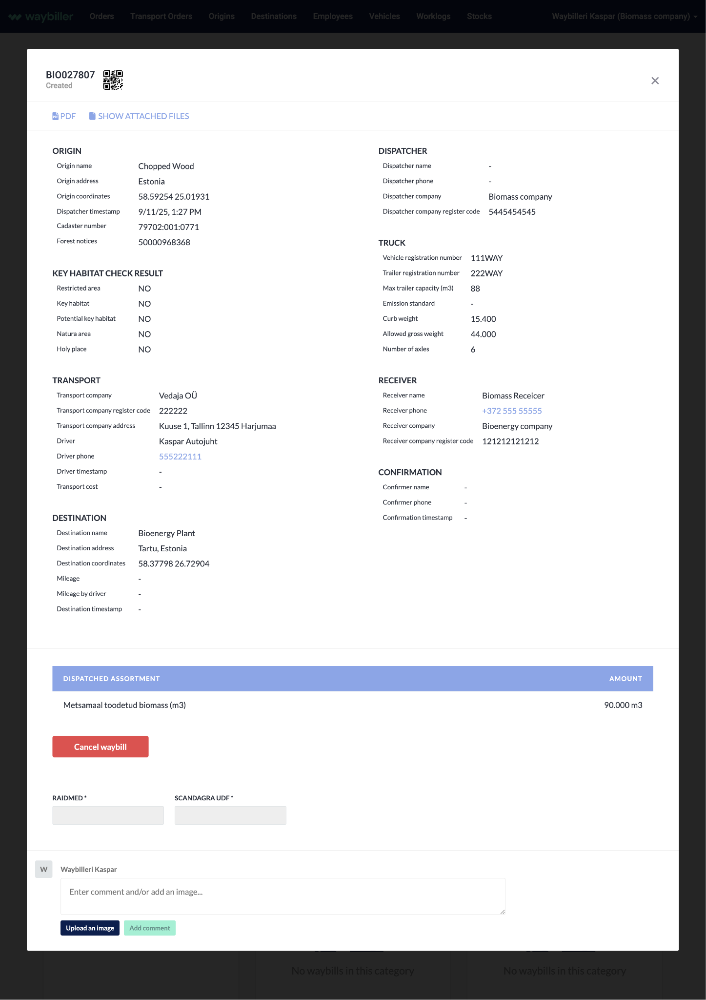 waybiller Orders Transport Orders Origins Destinations Employees Vehicles Worklogs Stocks Waybilleri Kaspar (Biomass company)
BIO027807
Created
PDF SHOW ATTACHED FILES
ORIGIN
Origin name Chopped Wood
Origin address Estonia
Origin coordinates 58.59254 25.01931
Dispatcher timestamp 9/11/25, 1:27 PM
Cadaster number 79702:001:0771
Forest notices 50000968368
KEY HABITAT CHECK RESULT
Restricted area NO
Key habitat NO
Potential key habitat NO
Natura area NO
Holy place NO
TRANSPORT
Transport company Vedaja OÜ
Transport company register code 222222
Transport company address Kuuse 1, Tallinn 12345 Harjumaa
Driver Kaspar Autojuht
Driver phone 555222111
Driver timestamp -
Transport cost -
DESTINATION
Destination name Bioenergy Plant
Destination address Tartu, Estonia
Destination coordinates 58.37798 26.72904
Mileage -
Mileage by driver -
Destination timestamp -
DISPATCHER
Dispatcher name -
Dispatcher phone -
Dispatcher company Biomass company
Dispatcher company register code 5445454545
TRUCK
Vehicle registration number 111WAY
Trailer registration number 222WAY
Max trailer capacity (m3) 88
Emission standard -
Curb weight 15.400
Allowed gross weight 44.000
Number of axles 6
RECEIVER
Receiver name Biomass Receicer
Receiver phone +372 555 55555
Receiver company Bioenergy company
Receiver company register code 121212121212
CONFIRMATION
Confirmer name -
Confirmer phone -
Confirmation timestamp -
DISPATCHED ASSORTMENT AMOUNT
Metsamaal toodetud biomass (m3) 90.000 m3
Cancel waybill
RAIDMED * SCANDAGRA UDF *
W Waybilleri Kaspar
Enter comment and/or add an image...
Upload an image Add comment
No waybills in this category No waybills in this category